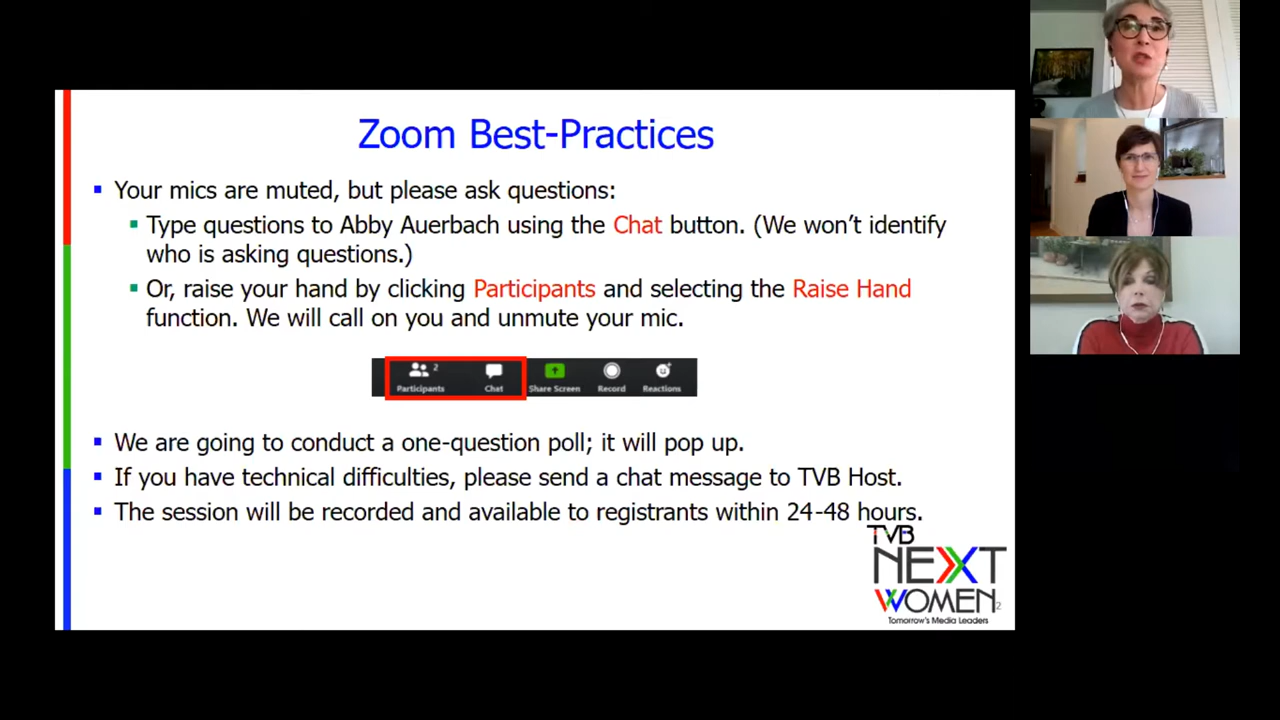 Zoom Best-Practices
Your mics are muted, but please ask questions:
Type questions to Abby Auerbach using the Chat button. (We won’t identify
who is asking questions.)
Or, raise your hand by clicking Participants and selecting the Raise Hand
function. We will call on you and unmute your mic.
2
Participants Chat Share Screen Record Reactions
We are going to conduct a one-question poll; it will pop up.
If you have technical difficulties, please send a chat message to TVB Host.
The session will be recorded and available to registrants within 24-48 hours.
TVB
NEXT
WOMEN 2
Tomorrow's Media Leaders